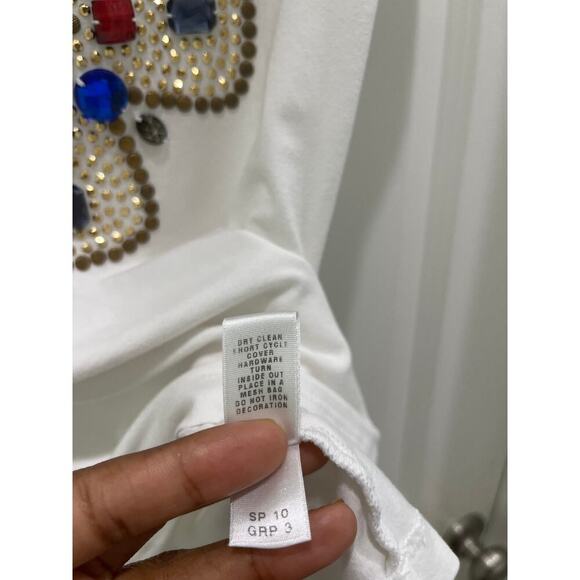 DRY CLEAN
SHORT CYCLE
COVER
HARDWARE
TURN
INSIDE OUT
PLACE IN A
MESH BAG
DO NOT IRON
DECORATION
SP 10
GRP 3